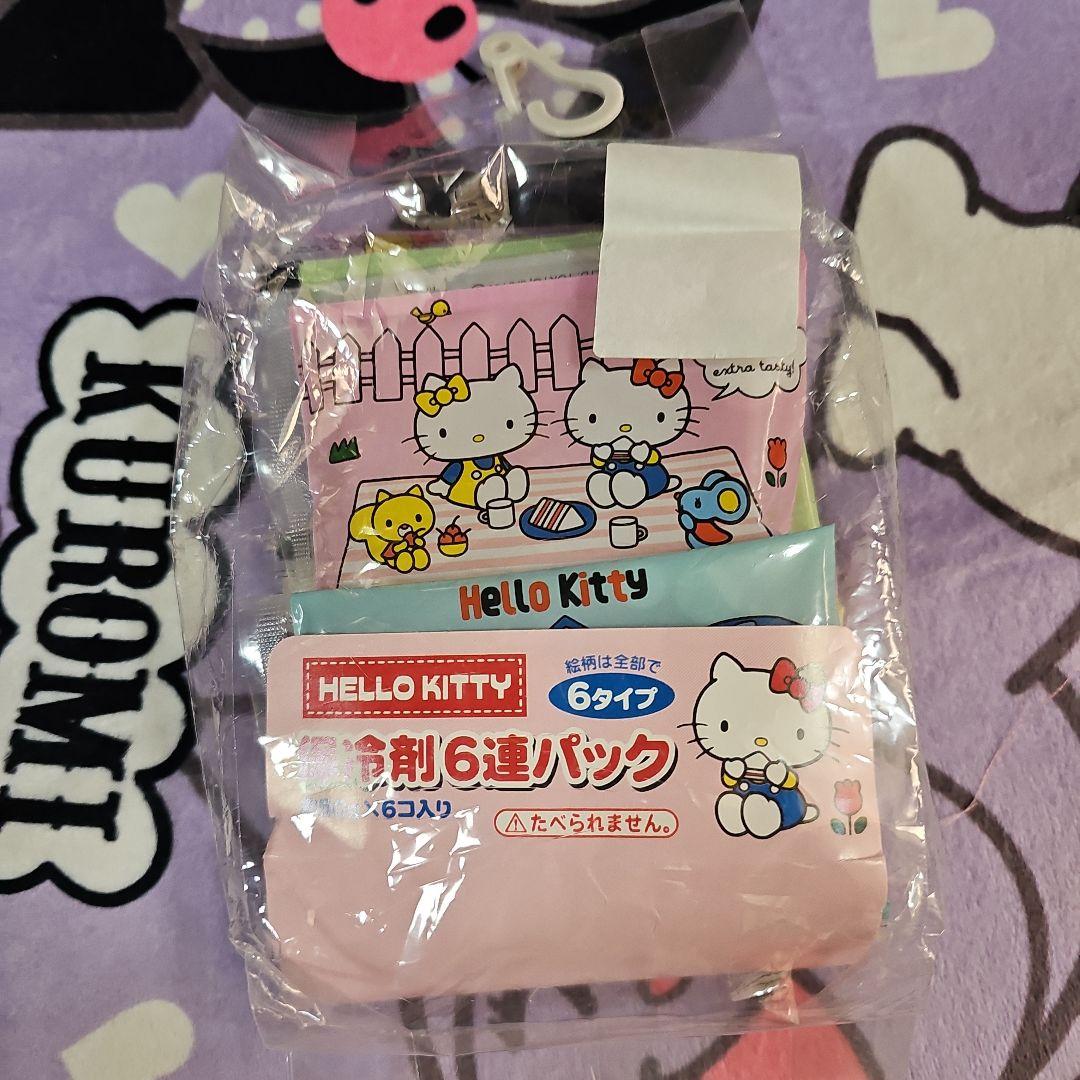 extra tasty!
Hello Kitty
HELLO KITTY
絵柄は全部で
6タイプ
保冷剤6連パック
×6コ入り
⚠たべられません。
KUROMI